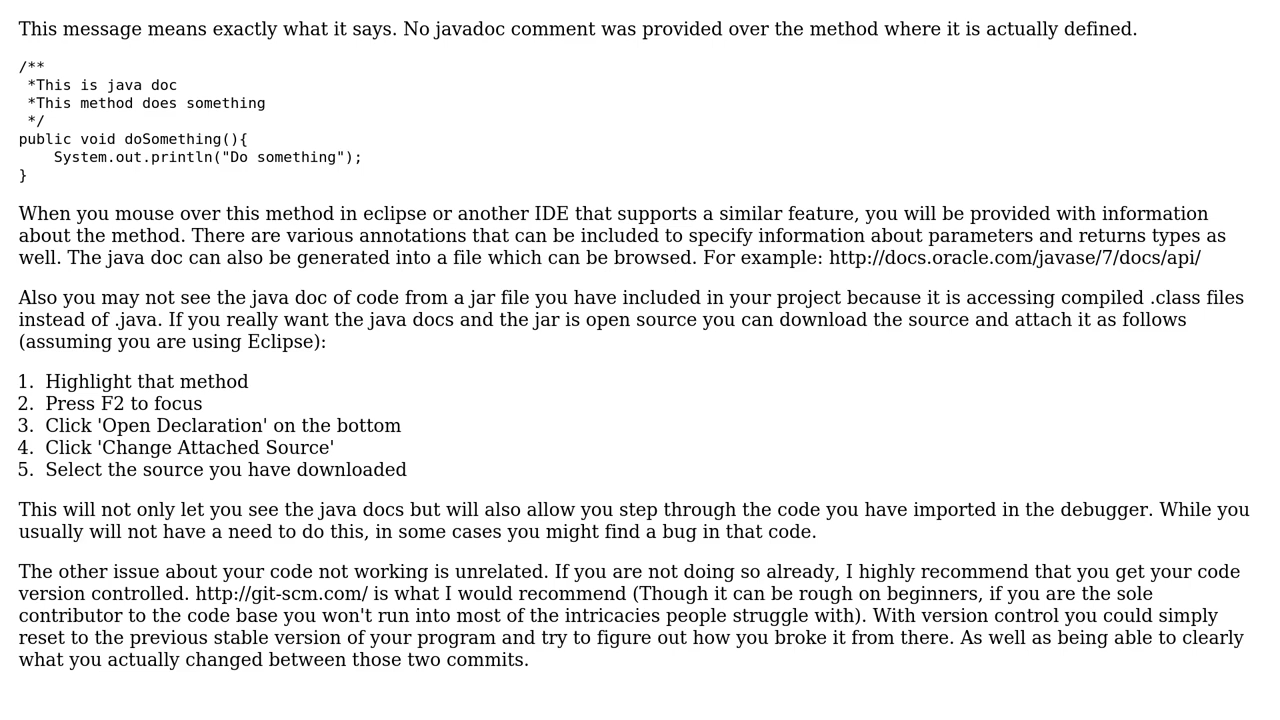 This message means exactly what it says. No javadoc comment was provided over the method where it is actually defined.
/**
 *This is java doc
 *This method does something
 */
public void doSomething(){
    System.out.println("Do something");
}
When you mouse over this method in eclipse or another IDE that supports a similar feature, you will be provided with information
about the method. There are various annotations that can be included to specify information about parameters and returns types as
well. The java doc can also be generated into a file which can be browsed. For example: http://docs.oracle.com/javase/7/docs/api/
Also you may not see the java doc of code from a jar file you have included in your project because it is accessing compiled .class files
instead of .java. If you really want the java docs and the jar is open source you can download the source and attach it as follows
(assuming you are using Eclipse):
1. Highlight that method
2. Press F2 to focus
3. Click 'Open Declaration' on the bottom
4. Click 'Change Attached Source'
5. Select the source you have downloaded
This will not only let you see the java docs but will also allow you step through the code you have imported in the debugger. While you
usually will not have a need to do this, in some cases you might find a bug in that code.
The other issue about your code not working is unrelated. If you are not doing so already, I highly recommend that you get your code
version controlled. http://git-scm.com/ is what I would recommend (Though it can be rough on beginners, if you are the sole
contributor to the code base you won't run into most of the intricacies people struggle with). With version control you could simply
reset to the previous stable version of your program and try to figure out how you broke it from there. As well as being able to clearly
what you actually changed between those two commits.